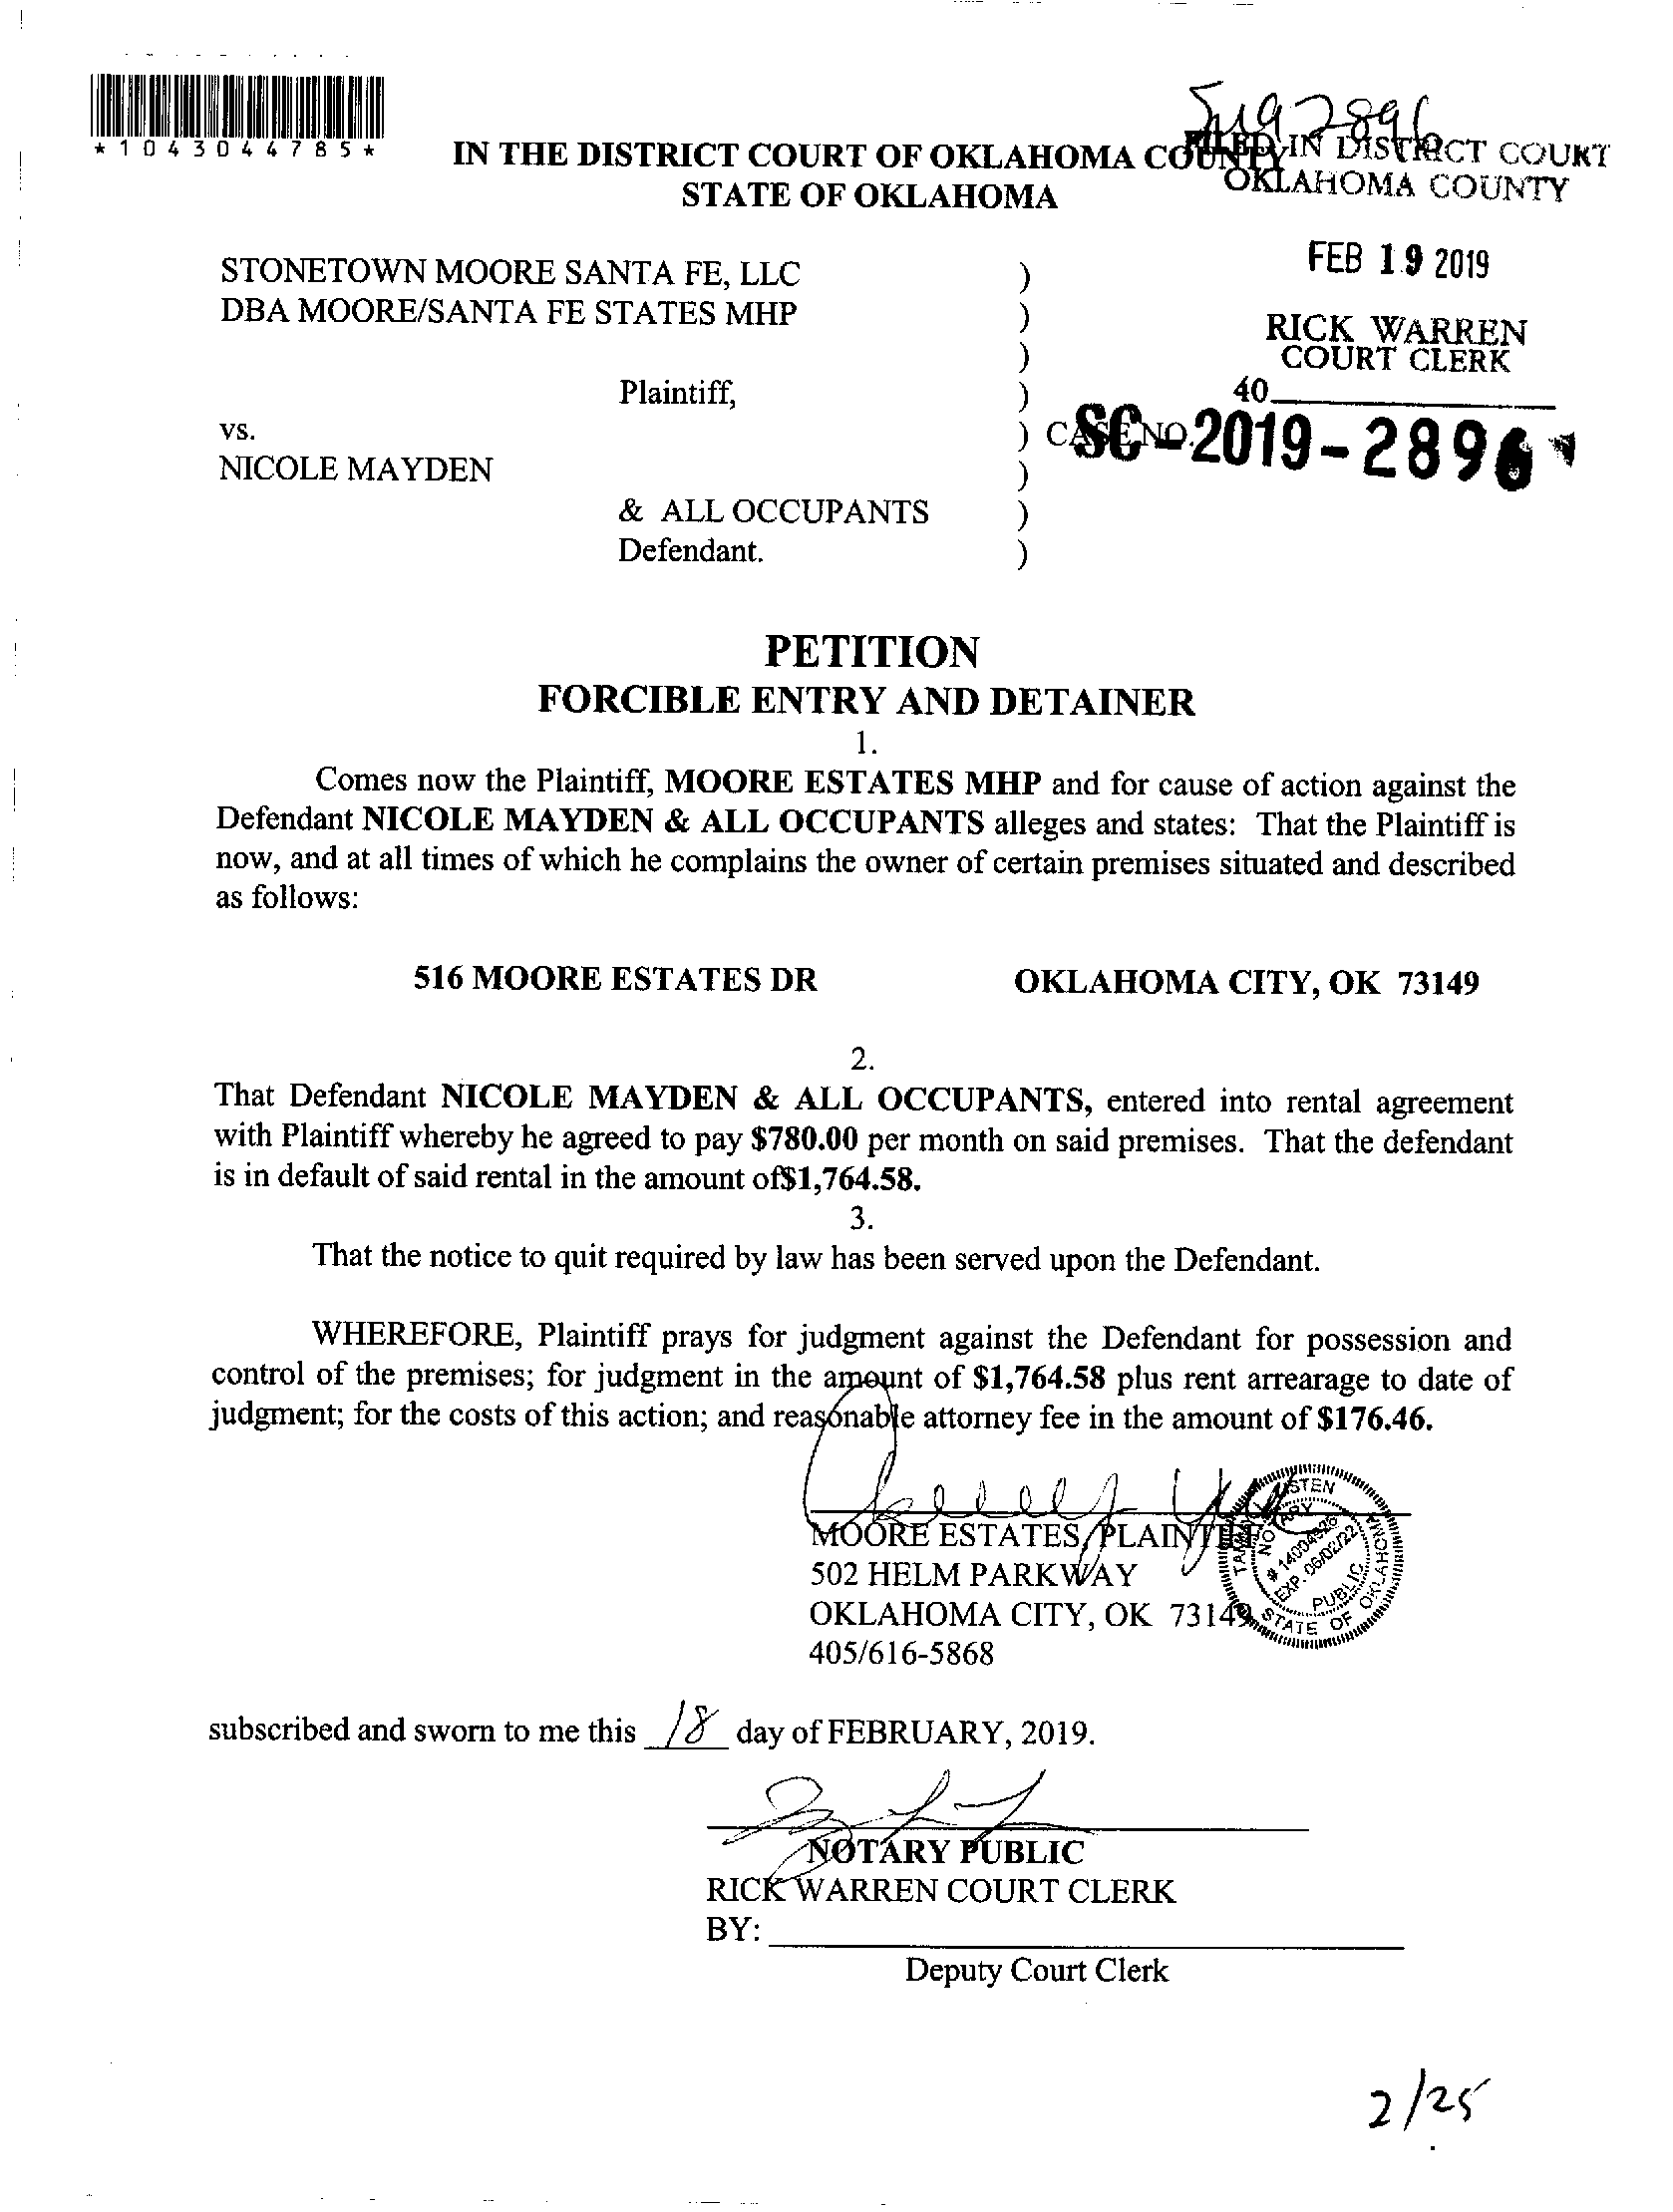 *1043044785*
IN THE DISTRICT COURT OF OKLAHOMA COUNTY
STATE OF OKLAHOMA
FILED IN DISTRICT COURT
OKLAHOMA COUNTY
FEB 19 2019
RICK WARREN
COURT CLERK
40
STONETOWN MOORE SANTA FE, LLC )
DBA MOORE/SANTA FE STATES MHP )
)
Plaintiff, )
vs. ) CASE NO. SC-2019-2896
NICOLE MAYDEN )
& ALL OCCUPANTS )
Defendant. )
PETITION
FORCIBLE ENTRY AND DETAINER
1.
Comes now the Plaintiff, MOORE ESTATES MHP and for cause of action against the
Defendant NICOLE MAYDEN & ALL OCCUPANTS alleges and states: That the Plaintiff is
now, and at all times of which he complains the owner of certain premises situated and described
as follows:
516 MOORE ESTATES DR OKLAHOMA CITY, OK 73149
2.
That Defendant NICOLE MAYDEN & ALL OCCUPANTS, entered into rental agreement
with Plaintiff whereby he agreed to pay $780.00 per month on said premises. That the defendant
is in default of said rental in the amount of$1,764.58.
3.
That the notice to quit required by law has been served upon the Defendant.
WHEREFORE, Plaintiff prays for judgment against the Defendant for possession and
control of the premises; for judgment in the amount of $1,764.58 plus rent arrearage to date of
judgment; for the costs of this action; and reasonable attorney fee in the amount of $176.46.
MOORE ESTATES, PLAINTIFF
502 HELM PARKWAY
OKLAHOMA CITY, OK 73149
405/616-5868
NOTARY PUBLIC
STATE OF OKLAHOMA
# 14004926
EXP. 06/02/22
subscribed and sworn to me this 18 day of FEBRUARY, 2019.
NOTARY PUBLIC
RICK WARREN COURT CLERK
BY:
Deputy Court Clerk
2/25